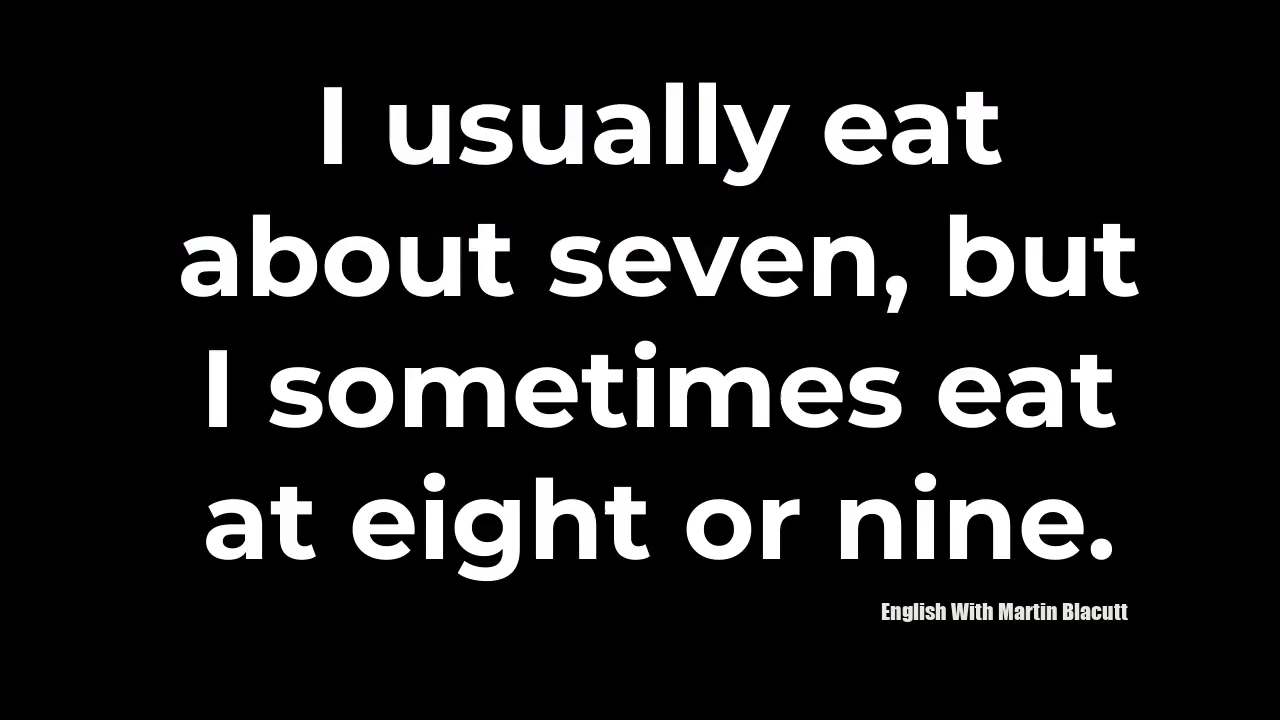 I usually eat
about seven, but
I sometimes eat
at eight or nine.
English With Martin Blacutt